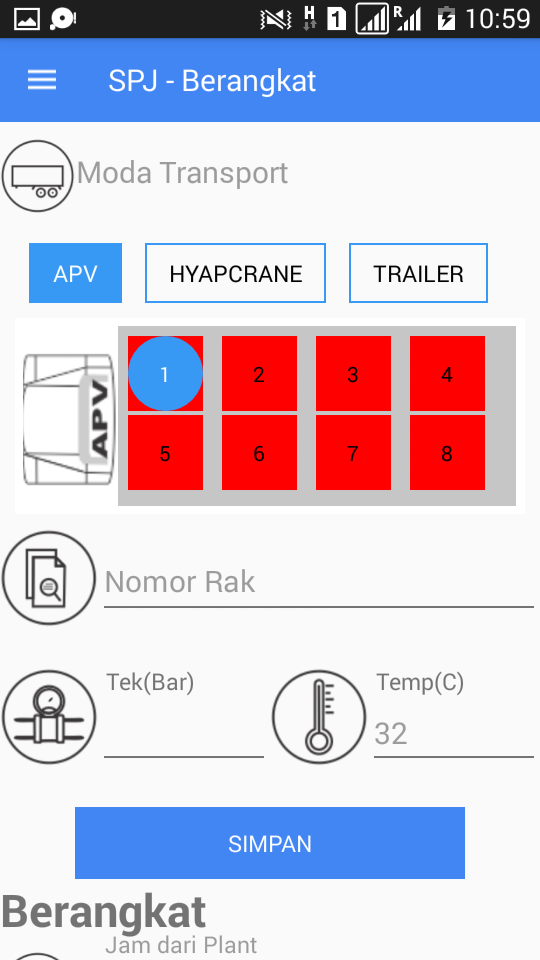 H 1 R 10:59
SPJ - Berangkat
Moda Transport
APV HYAPCRANE TRAILER
APV
1 2 3 4
5 6 7 8
Nomor Rak
Tek(Bar) Temp(C)
32
SIMPAN
Berangkat
Jam dari Plant